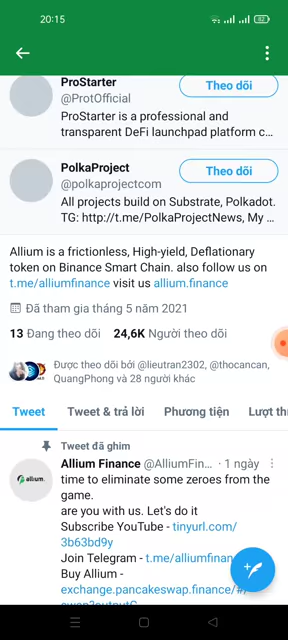 20:15
62
ProStarter
Theo dõi
@ProtOfficial
ProStarter is a professional and
transparent DeFi launchpad platform c...
PolkaProject
Theo dõi
@polkaprojectcom
All projects build on Substrate, Polkadot.
TG: http://t.me/PolkaProjectNews, My ...
Allium is a frictionless, High-yield, Deflationary
token on Binance Smart Chain. also follow us on
t.me/alliumfinance visit us allium.finance
Đã tham gia tháng 5 năm 2021
13 Đang theo dõi 24,6K Người theo dõi
Được theo dõi bởi @lieutran2302, @thocancan,
QuangPhong và 28 người khác
Tweet Tweet & trả lời Phương tiện Lượt th
Tweet đã ghim
Allium Finance @AlliumFin... · 1 ngày
allium.
time to eliminate some zeroes from the
game.
are you with us. Let's do it
Subscribe YouTube - tinyurl.com/
3b63bd9y
Join Telegram - t.me/alliumfinan
Buy Allium -
exchange.pancakeswap.finance/#/